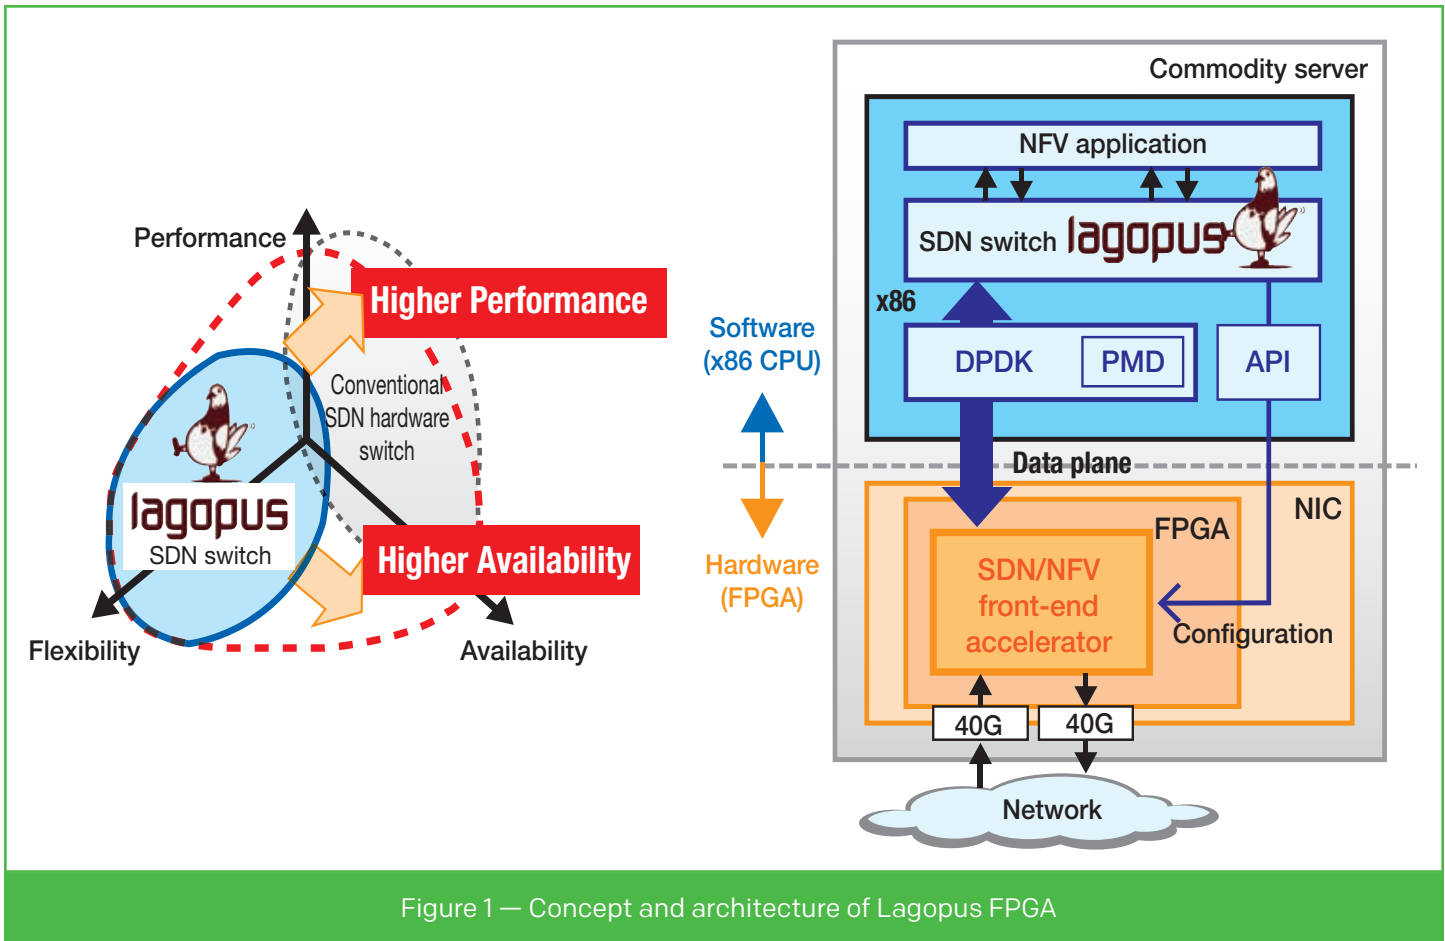 Performance
Higher Performance
Conventional
SDN hardware
switch
lagopus
SDN switch
Higher Availability
Flexibility
Availability
Software
(x86 CPU)
Hardware
(FPGA)
Commodity server
NFV application
SDN switch lagopus
x86
DPDK
PMD
API
Data plane
NIC
FPGA
SDN/NFV
front-end
accelerator
Configuration
40G
40G
Network
Figure 1 — Concept and architecture of Lagopus FPGA